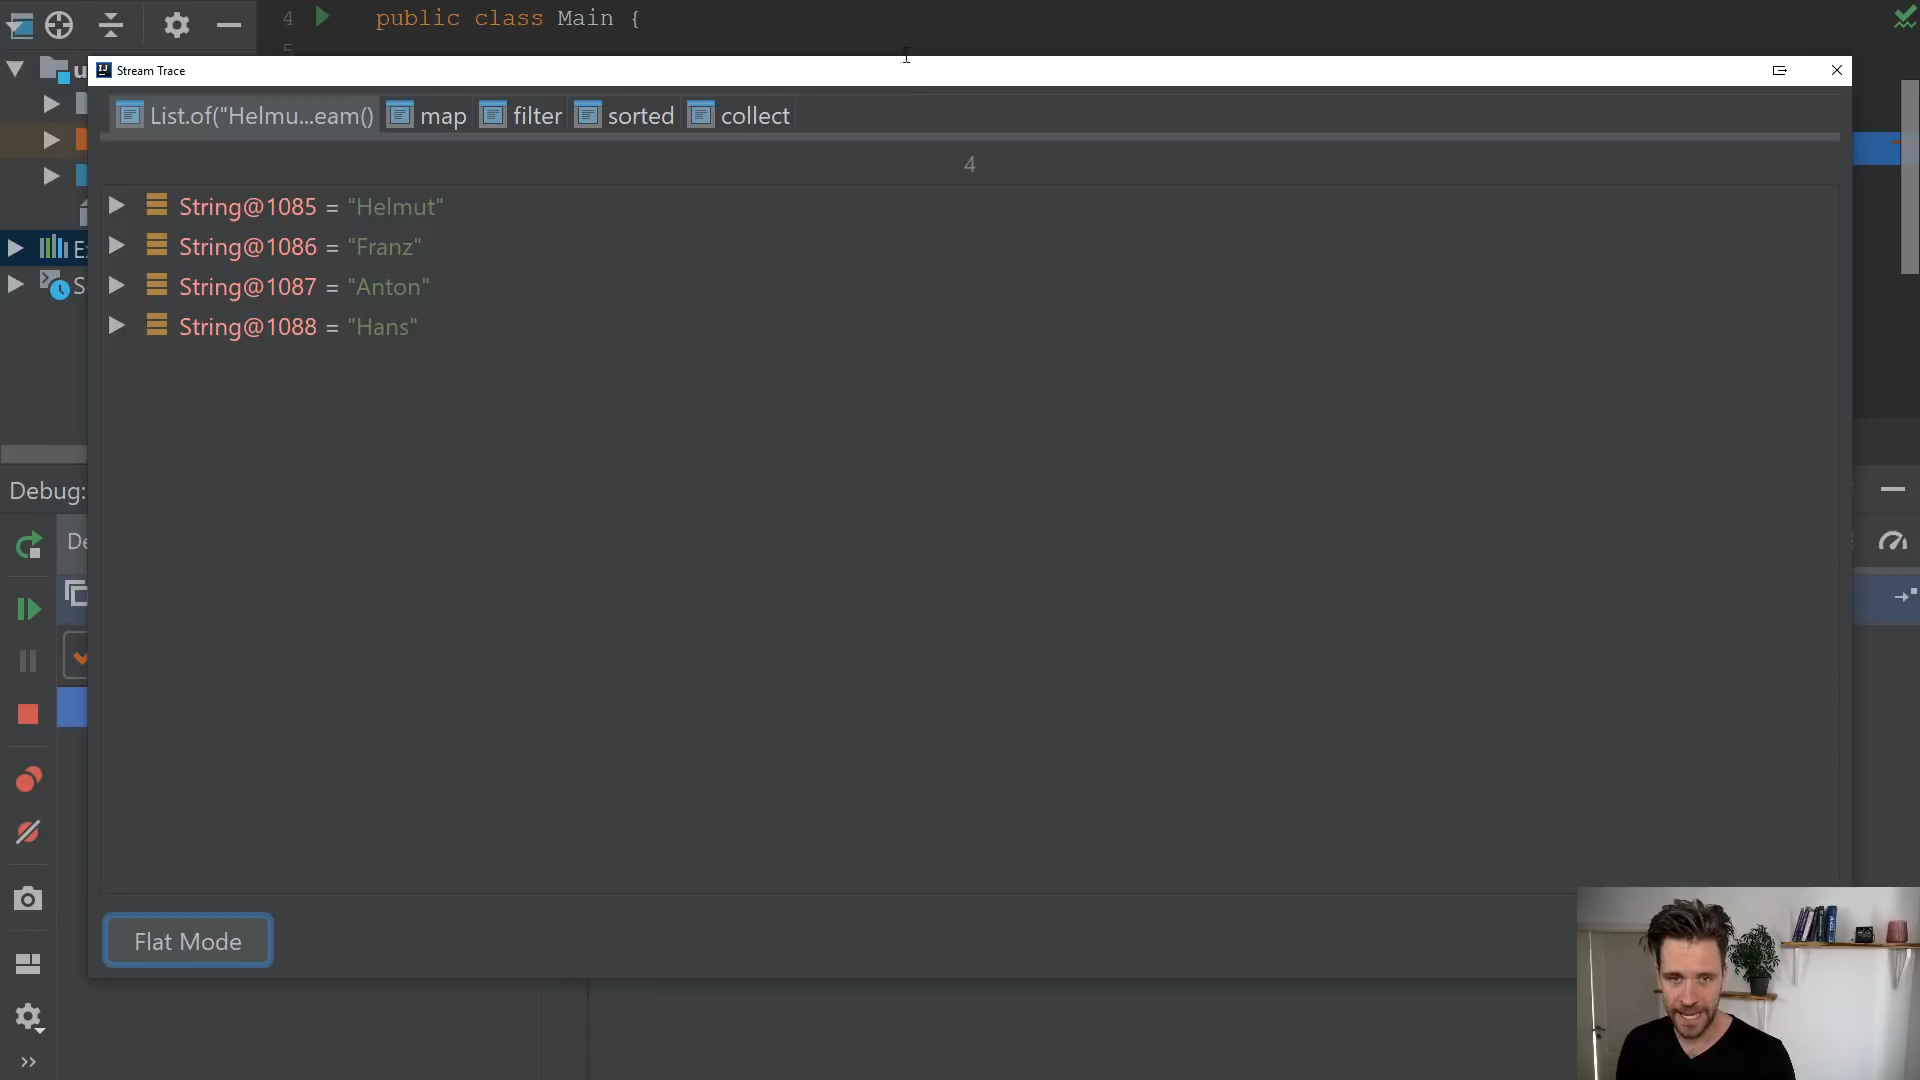 4 public class Main {
5
u
Stream Trace
List.of("Helmu...eam() map filter sorted collect
4
String@1085 = "Helmut"
String@1086 = "Franz"
String@1087 = "Anton"
String@1088 = "Hans"
Debug:
Flat Mode